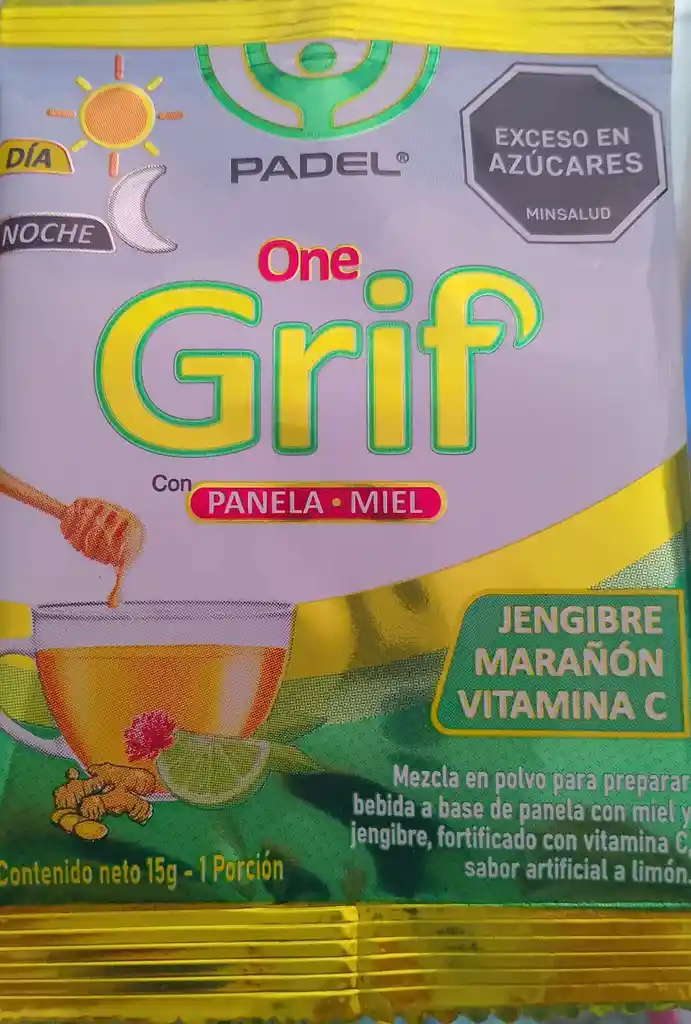 DÍA
NOCHE
PADEL®
EXCESO EN
AZÚCARES
MINSALUD
One
Grif
Con PANELA • MIEL
JENGIBRE
MARAÑÓN
VITAMINA C
Mezcla en polvo para preparar
bebida a base de panela con miel y
jengibre, fortificado con vitamina C,
sabor artificial a limón.
Contenido neto 15g - 1 Porción